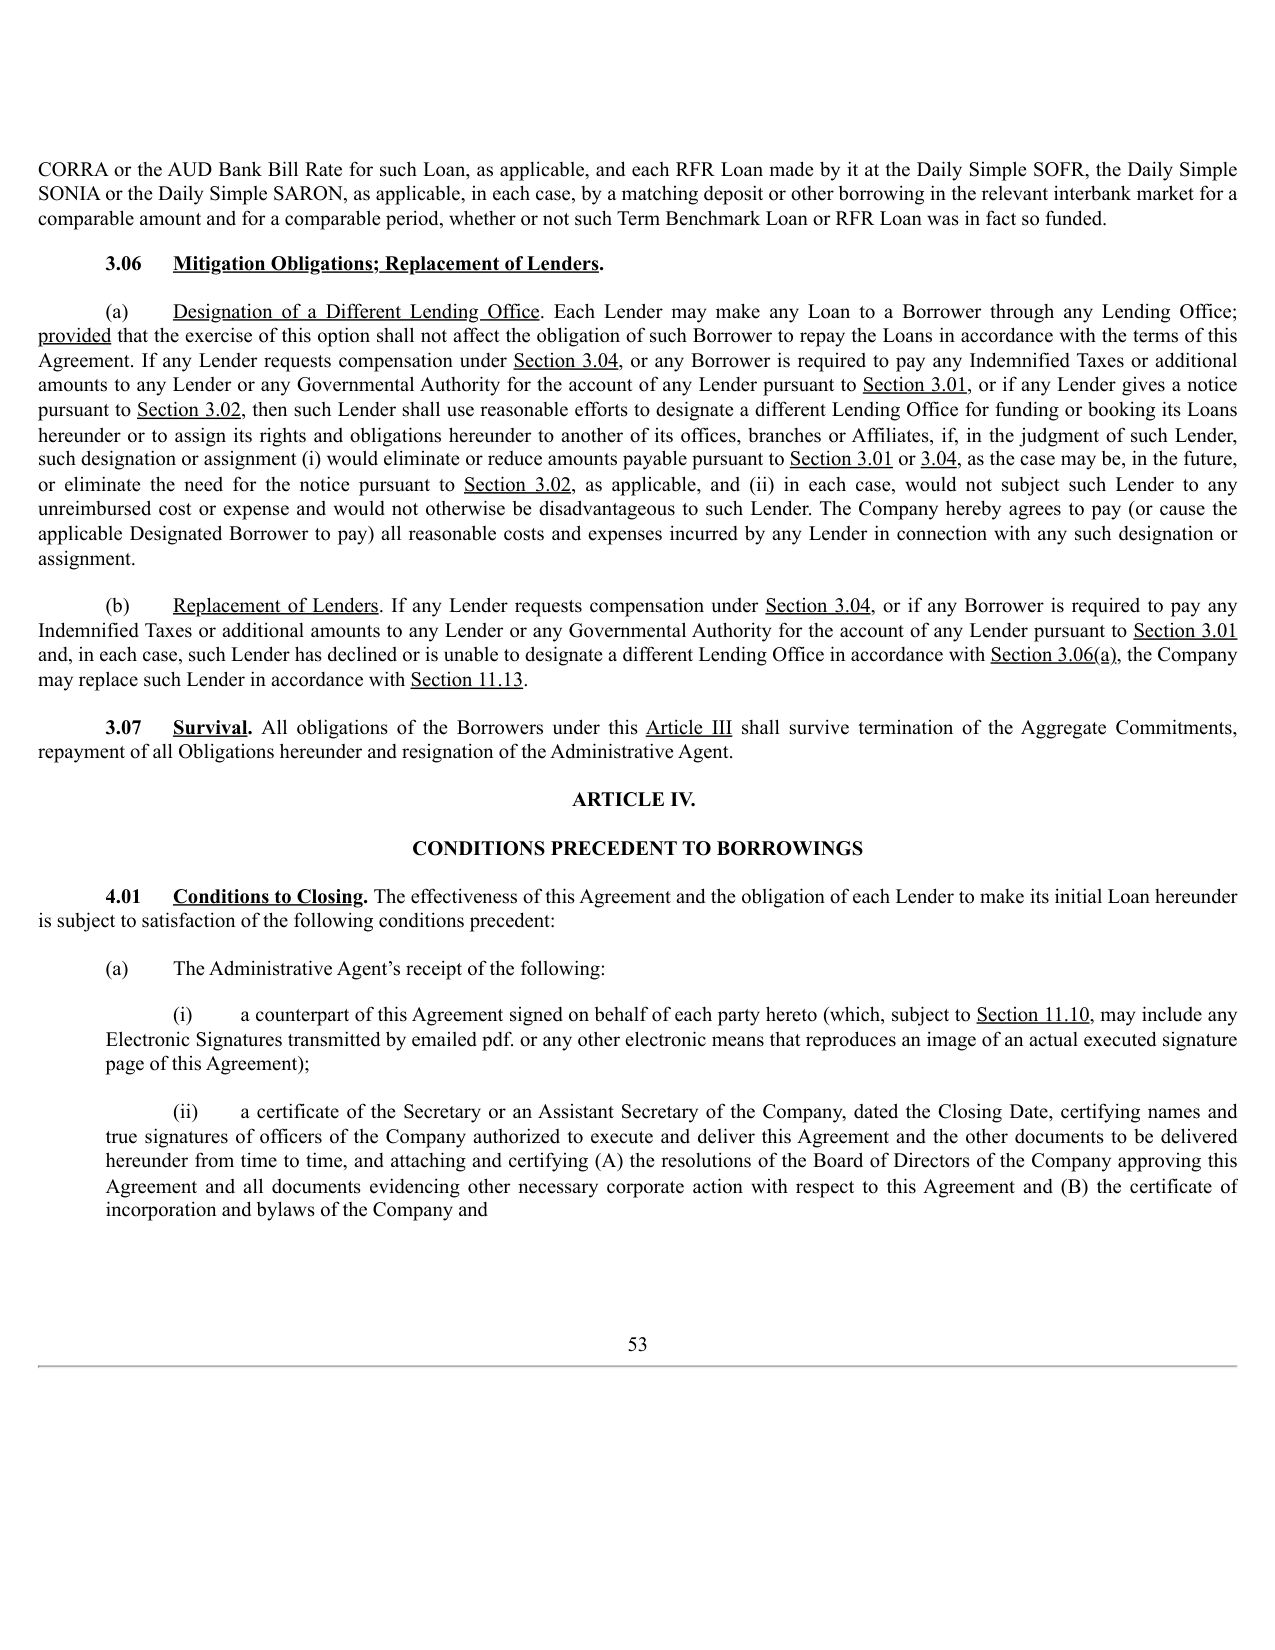 CORRA or the AUD Bank Bill Rate for such Loan, as applicable, and each RFR Loan made by it at the Daily Simple SOFR, the Daily Simple
SONIA or the Daily Simple SARON, as applicable, in each case, by a matching deposit or other borrowing in the relevant interbank market for a
comparable amount and for a comparable period, whether or not such Term Benchmark Loan or RFR Loan was in fact so funded.
3.06 Mitigation Obligations; Replacement of Lenders.
(a) Designation of a Different Lending Office. Each Lender may make any Loan to a Borrower through any Lending Office;
provided that the exercise of this option shall not affect the obligation of such Borrower to repay the Loans in accordance with the terms of this
Agreement. If any Lender requests compensation under Section 3.04, or any Borrower is required to pay any Indemnified Taxes or additional
amounts to any Lender or any Governmental Authority for the account of any Lender pursuant to Section 3.01, or if any Lender gives a notice
pursuant to Section 3.02, then such Lender shall use reasonable efforts to designate a different Lending Office for funding or booking its Loans
hereunder or to assign its rights and obligations hereunder to another of its offices, branches or Affiliates, if, in the judgment of such Lender,
such designation or assignment (i) would eliminate or reduce amounts payable pursuant to Section 3.01 or 3.04, as the case may be, in the future,
or eliminate the need for the notice pursuant to Section 3.02, as applicable, and (ii) in each case, would not subject such Lender to any
unreimbursed cost or expense and would not otherwise be disadvantageous to such Lender. The Company hereby agrees to pay (or cause the
applicable Designated Borrower to pay) all reasonable costs and expenses incurred by any Lender in connection with any such designation or
assignment.
(b) Replacement of Lenders. If any Lender requests compensation under Section 3.04, or if any Borrower is required to pay any
Indemnified Taxes or additional amounts to any Lender or any Governmental Authority for the account of any Lender pursuant to Section 3.01
and, in each case, such Lender has declined or is unable to designate a different Lending Office in accordance with Section 3.06(a), the Company
may replace such Lender in accordance with Section 11.13.
3.07 Survival. All obligations of the Borrowers under this Article III shall survive termination of the Aggregate Commitments,
repayment of all Obligations hereunder and resignation of the Administrative Agent.
ARTICLE IV.
CONDITIONS PRECEDENT TO BORROWINGS
4.01 Conditions to Closing. The effectiveness of this Agreement and the obligation of each Lender to make its initial Loan hereunder
is subject to satisfaction of the following conditions precedent:
(a) The Administrative Agent’s receipt of the following:
(i) a counterpart of this Agreement signed on behalf of each party hereto (which, subject to Section 11.10, may include any
Electronic Signatures transmitted by emailed pdf. or any other electronic means that reproduces an image of an actual executed signature
page of this Agreement);
(ii) a certificate of the Secretary or an Assistant Secretary of the Company, dated the Closing Date, certifying names and
true signatures of officers of the Company authorized to execute and deliver this Agreement and the other documents to be delivered
hereunder from time to time, and attaching and certifying (A) the resolutions of the Board of Directors of the Company approving this
Agreement and all documents evidencing other necessary corporate action with respect to this Agreement and (B) the certificate of
incorporation and bylaws of the Company and
53